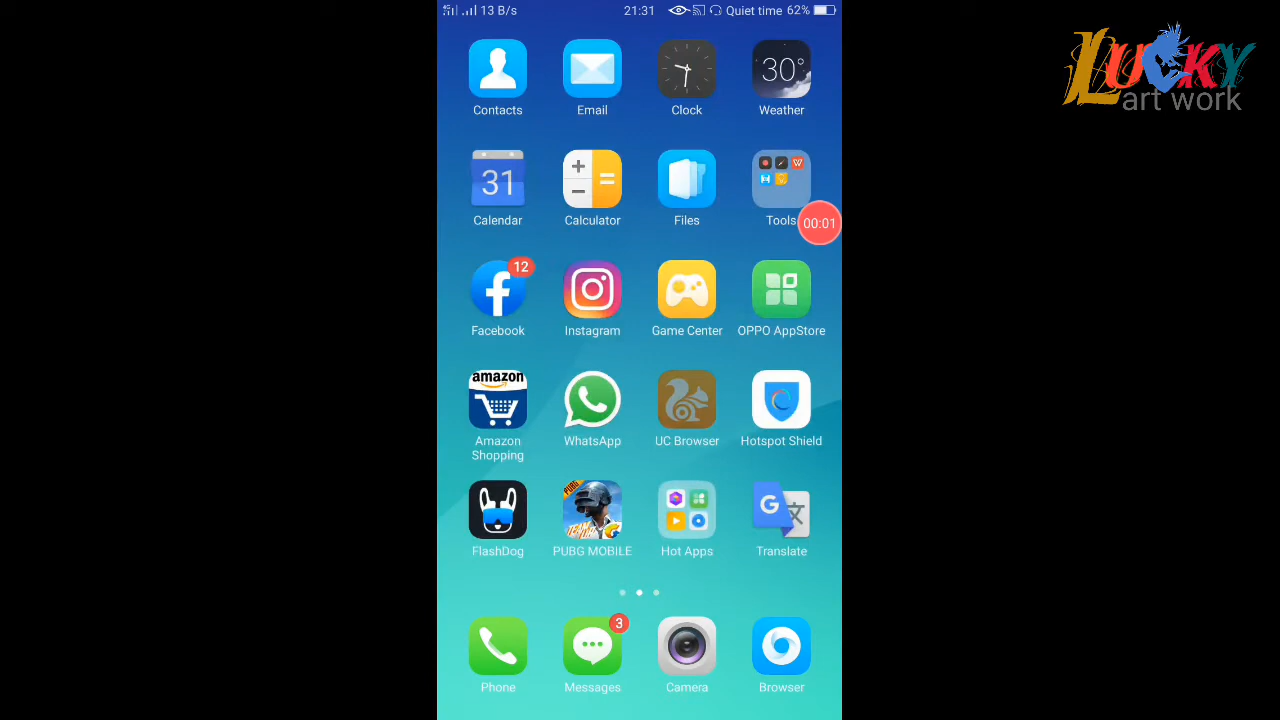 13 B/s 21:31 Quiet time 62%
LUCKY
art work
30°
Contacts Email Clock Weather
31
Calendar Calculator Files Tools
00:01
12
Facebook Instagram Game Center OPPO AppStore
amazon
Amazon Shopping WhatsApp UC Browser Hotspot Shield
PUBG
G
FlashDog PUBG MOBILE Hot Apps Translate
3
Phone Messages Camera Browser